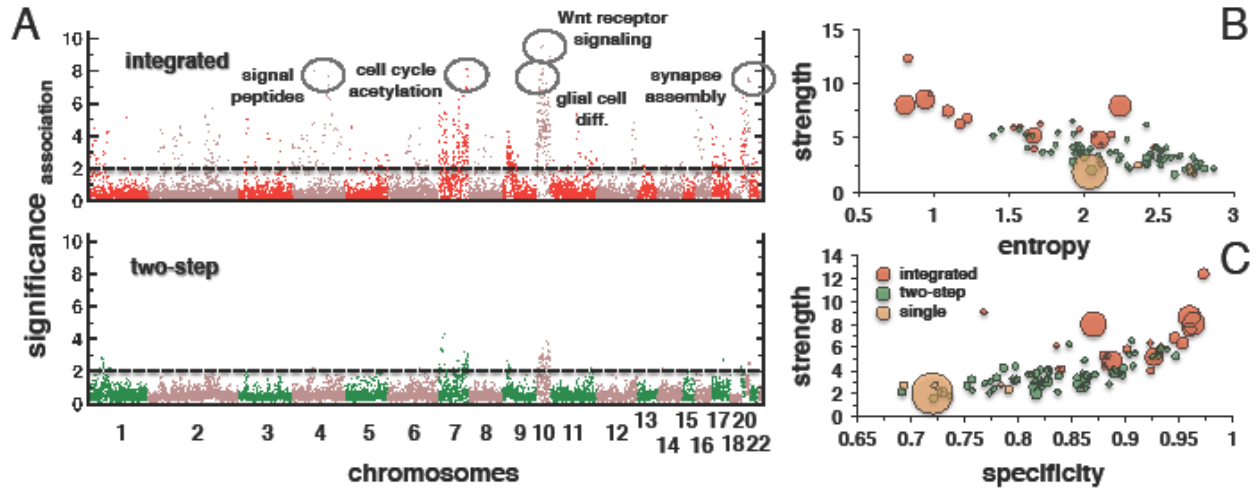 A
integrated
signal
peptides
cell cycle
acetylation
Wnt receptor
signaling
glial cell
diff.
synapse
assembly
10
8
6
4
2
0
two-step
10
8
6
4
2
0
significance association
1 2 3 4 5 6 7 8 9 10 11 12 13 14 15 16 17 18 20 22
chromosomes
B
strength
15
10
5
0
0.5 1 1.5 2 2.5 3
entropy
C
strength
14
12
10
8
6
4
2
0
integrated
two-step
single
0.65 0.7 0.75 0.8 0.85 0.9 0.95 1
specificity